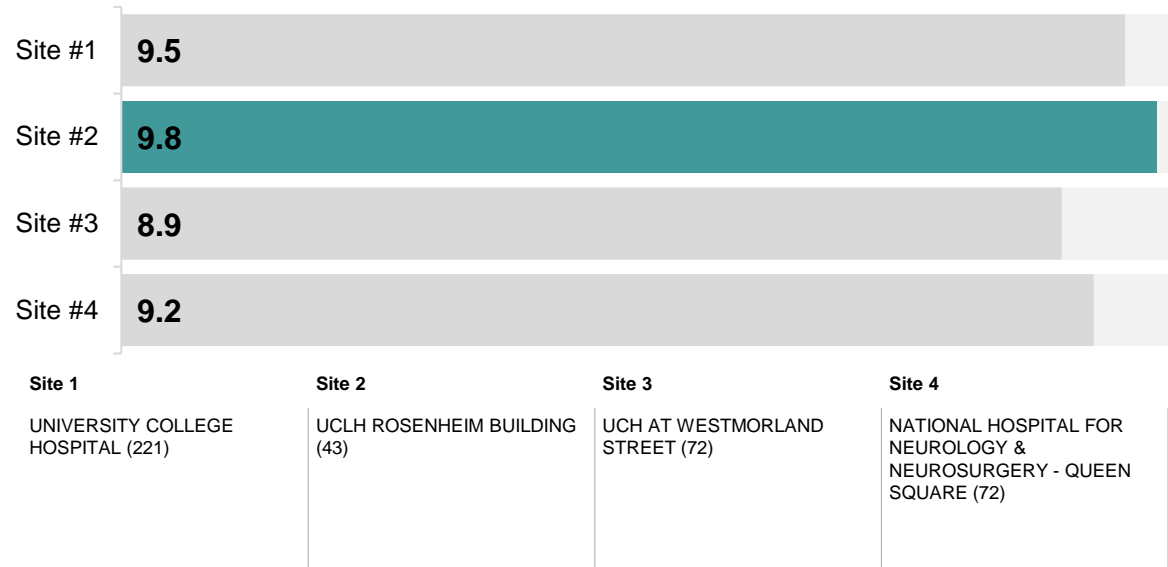 Site #1 9.5
Site #2 9.8
Site #3 8.9
Site #4 9.2
Site 1
UNIVERSITY COLLEGE
HOSPITAL (221)
Site 2
UCLH ROSENHEIM BUILDING
(43)
Site 3
UCH AT WESTMORLAND
STREET (72)
Site 4
NATIONAL HOSPITAL FOR
NEUROLOGY &
NEUROSURGERY - QUEEN
SQUARE (72)